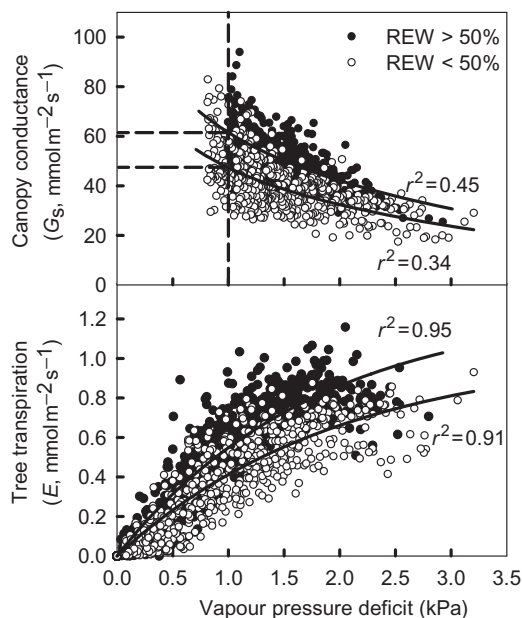 100
80
60
40
20
0
Canopy conductance
(Gs, mmol m−2 s−1)
● REW > 50%
○ REW < 50%
r2=0.45
r2=0.34
1.2
1.0
0.8
0.6
0.4
0.2
0.0
Tree transpiration
(E, mmol m−2 s−1)
r2=0.95
r2=0.91
0.0 0.5 1.0 1.5 2.0 2.5 3.0 3.5
Vapour pressure deficit (kPa)